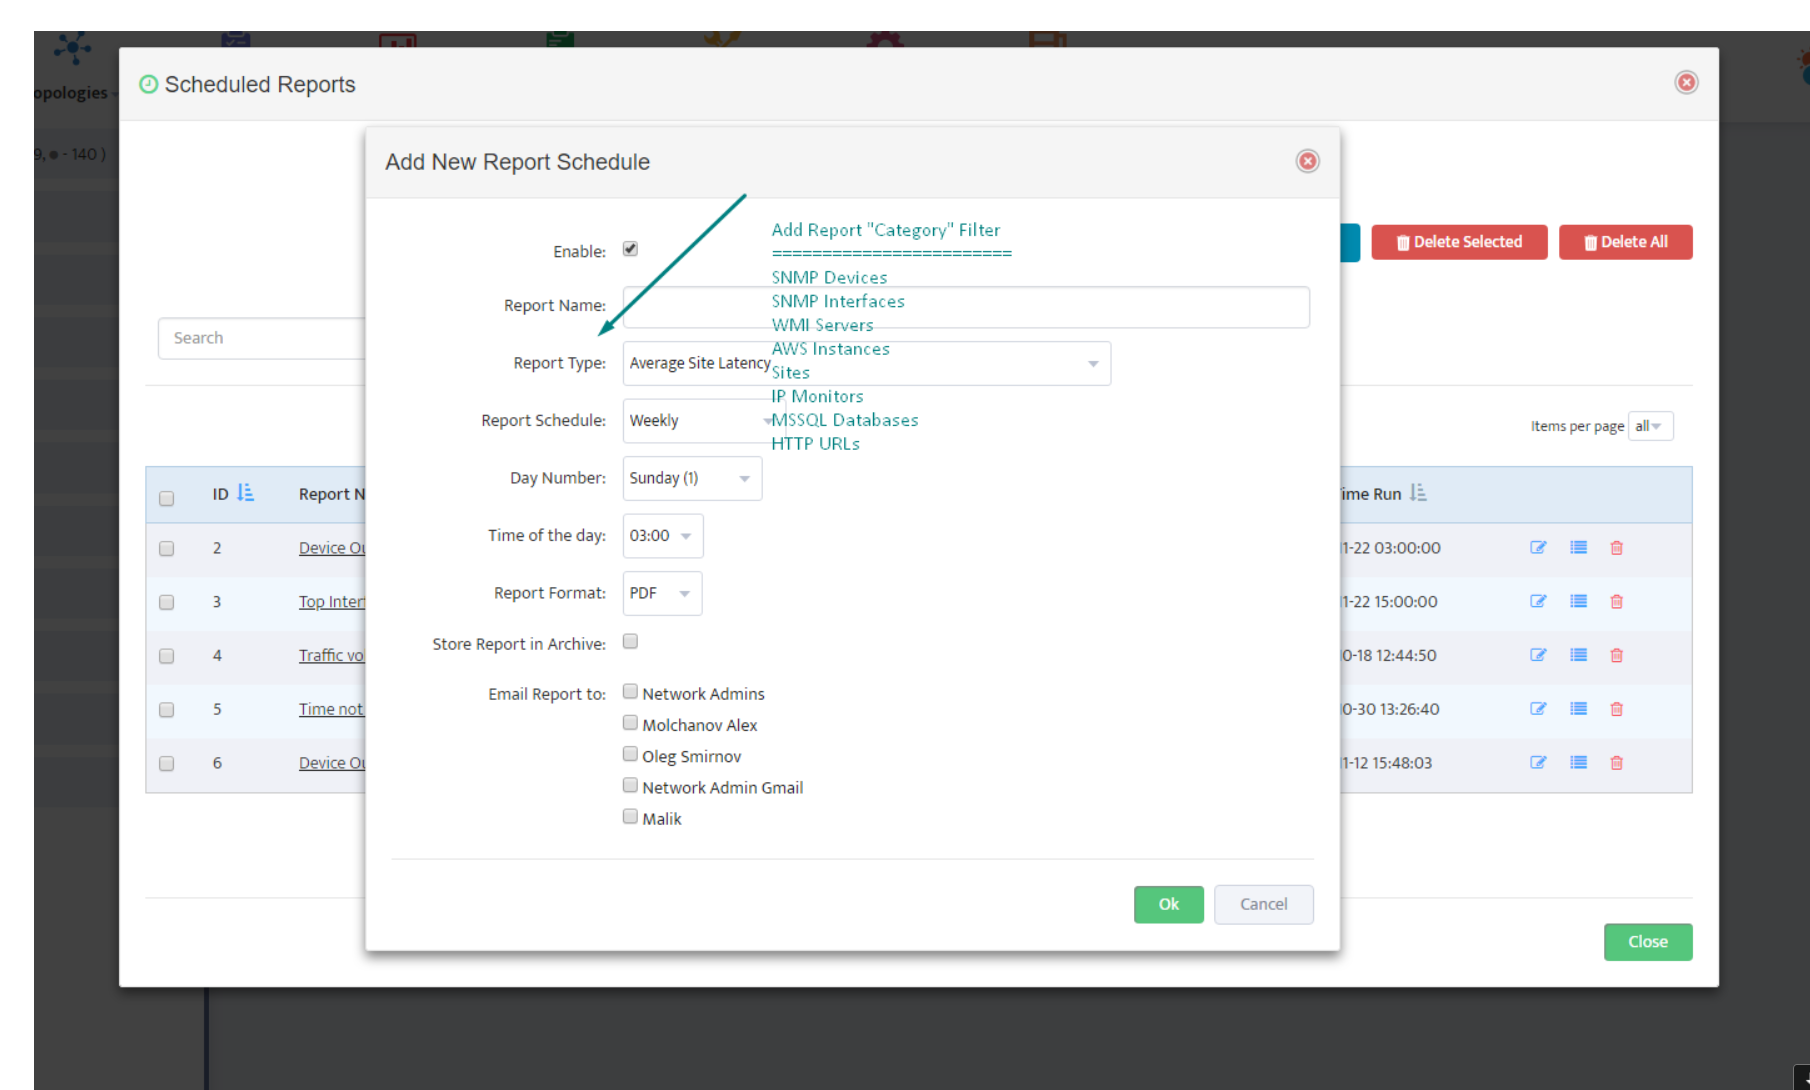 opologies
Scheduled Reports
9, ● - 140 )
Add New Report Schedule
Add Report "Category" Filter
========================
SNMP Devices
SNMP Interfaces
WMI Servers
AWS Instances
Sites
IP Monitors
MSSQL Databases
HTTP URLs
Enable:
Delete Selected
Delete All
Report Name:
Search
Report Type: Average Site Latency
Report Schedule: Weekly
Items per page all
Day Number: Sunday (1)
ID Report N
ime Run
Time of the day: 03:00
2 Device Ou
1-22 03:00:00
Report Format: PDF
3 Top Interf
1-22 15:00:00
Store Report in Archive:
4 Traffic vol
0-18 12:44:50
Email Report to: Network Admins
Molchanov Alex
Oleg Smirnov
Network Admin Gmail
Malik
5 Time not
0-30 13:26:40
6 Device Ou
1-12 15:48:03
Ok Cancel
Close